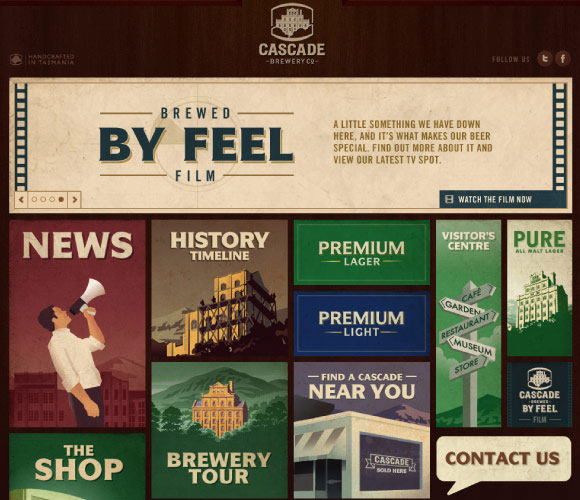 CASCADE
BREWERY CO
HANDCRAFTED
IN TASMANIA
FOLLOW US
BREWED
BY FEEL
FILM
A LITTLE SOMETHING WE HAVE DOWN
HERE, AND IT'S WHAT MAKES OUR BEER
SPECIAL. FIND OUT MORE ABOUT IT AND
VIEW OUR LATEST TV SPOT.
WATCH THE FILM NOW
NEWS
HISTORY
TIMELINE
PREMIUM
LAGER
PREMIUM
LIGHT
VISITOR'S
CENTRE
CAFÉ
GARDEN
RESTAURANT
MUSEUM
STORE
PURE
ALL MALT LAGER
THE
SHOP
BREWERY
TOUR
FIND A CASCADE
NEAR YOU
CASCADE
SOLD HERE
CASCADE
BREWED
BY FEEL
FILM
CONTACT US